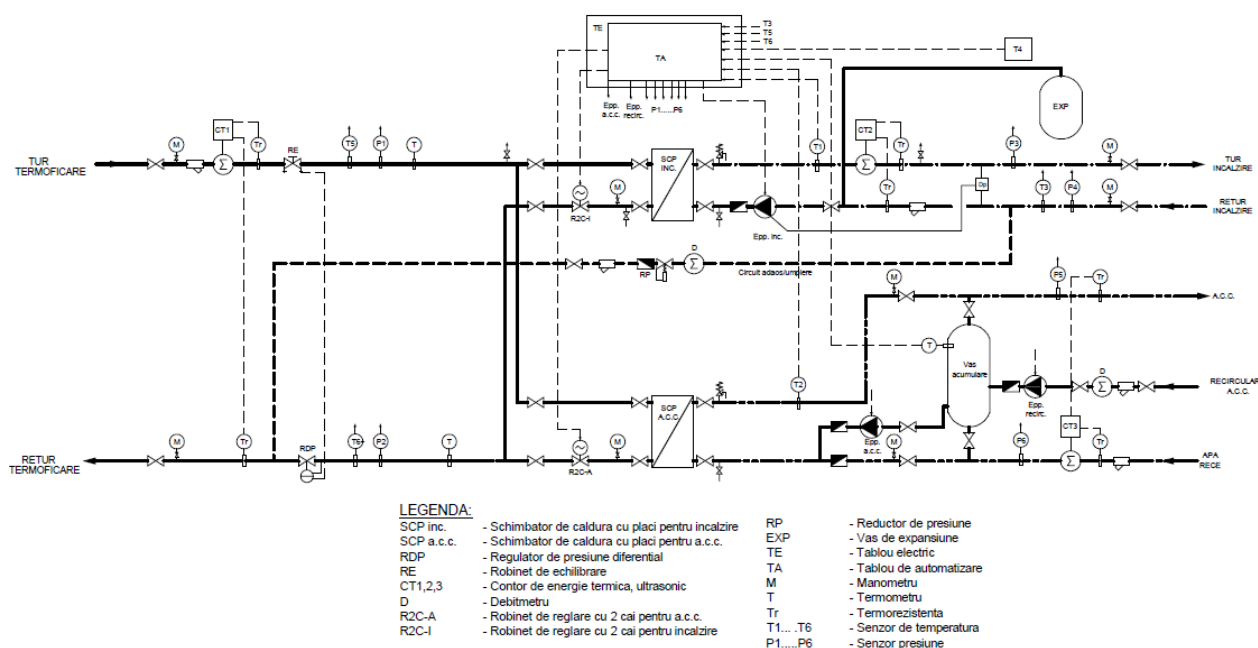 TE
TA
T3
T5
T6
T4
Epp. a.c.c.
Epp. recirc.
P1.....P6
EXP
TUR
TERMOFICARE
M
CT1
Σ
Tr
RE
T5
P1
T
SCP
INC.
T1
CT2
Σ
Tr
P3
M
TUR
INCALZIRE
R2C-I
M
Epp. inc.
Tr
Dp
T3
P4
M
RETUR
INCALZIRE
RP
D
Σ
Circuit adaos/umplere
M
P5
Tr
A.C.C.
T
Vas
acumulare
T2
Epp.
recirc.
D
Σ
RECIRCULAR
A.C.C.
SCP
A.C.C.
Epp.
a.c.c.
CT3
RETUR
TERMOFICARE
M
Tr
RDP
T6
P2
T
R2C-A
M
M
P6
Σ
Tr
APA
RECE
LEGENDA:
SCP inc. - Schimbator de caldura cu placi pentru incalzire
SCP a.c.c. - Schimbator de caldura cu placi pentru a.c.c.
RDP - Regulator de presiune diferential
RE - Robinet de echilibrare
CT1,2,3 - Contor de energie termica, ultrasonic
D - Debitmetru
R2C-A - Robinet de reglare cu 2 cai pentru a.c.c.
R2C-I - Robinet de reglare cu 2 cai pentru incalzire
RP - Reductor de presiune
EXP - Vas de expansiune
TE - Tablou electric
TA - Tablou de automatizare
M - Manometru
T - Termometru
Tr - Termorezistenta
T1... .T6 - Senzor de temperatura
P1.....P6 - Senzor presiune